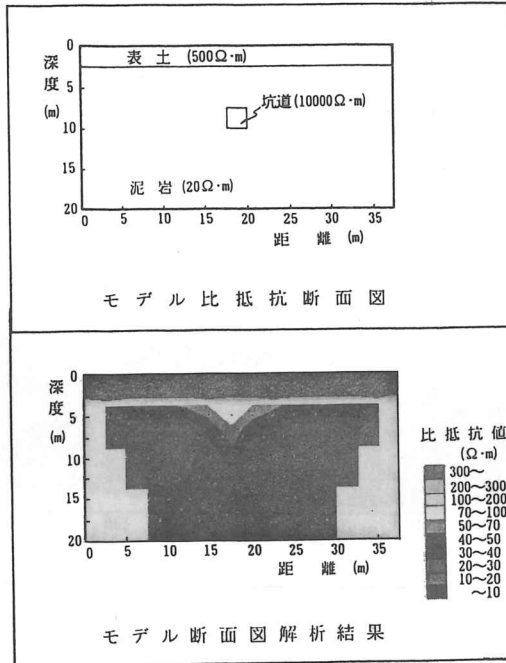 深度(m)
0
5
10
15
20
表土 (500Ω·m)
坑道(10000Ω·m)
泥岩 (20Ω·m)
0 5 10 15 20 25 30 35
距離 (m)
モデル比抵抗断面図
深度(m)
0
5
10
15
20
0 5 10 15 20 25 30 35
距離 (m)
比抵抗値
(Ω·m)
300〜
200〜300
100〜200
70〜100
50〜70
40〜50
30〜40
20〜30
10〜20
〜10
モデル断面図解析結果